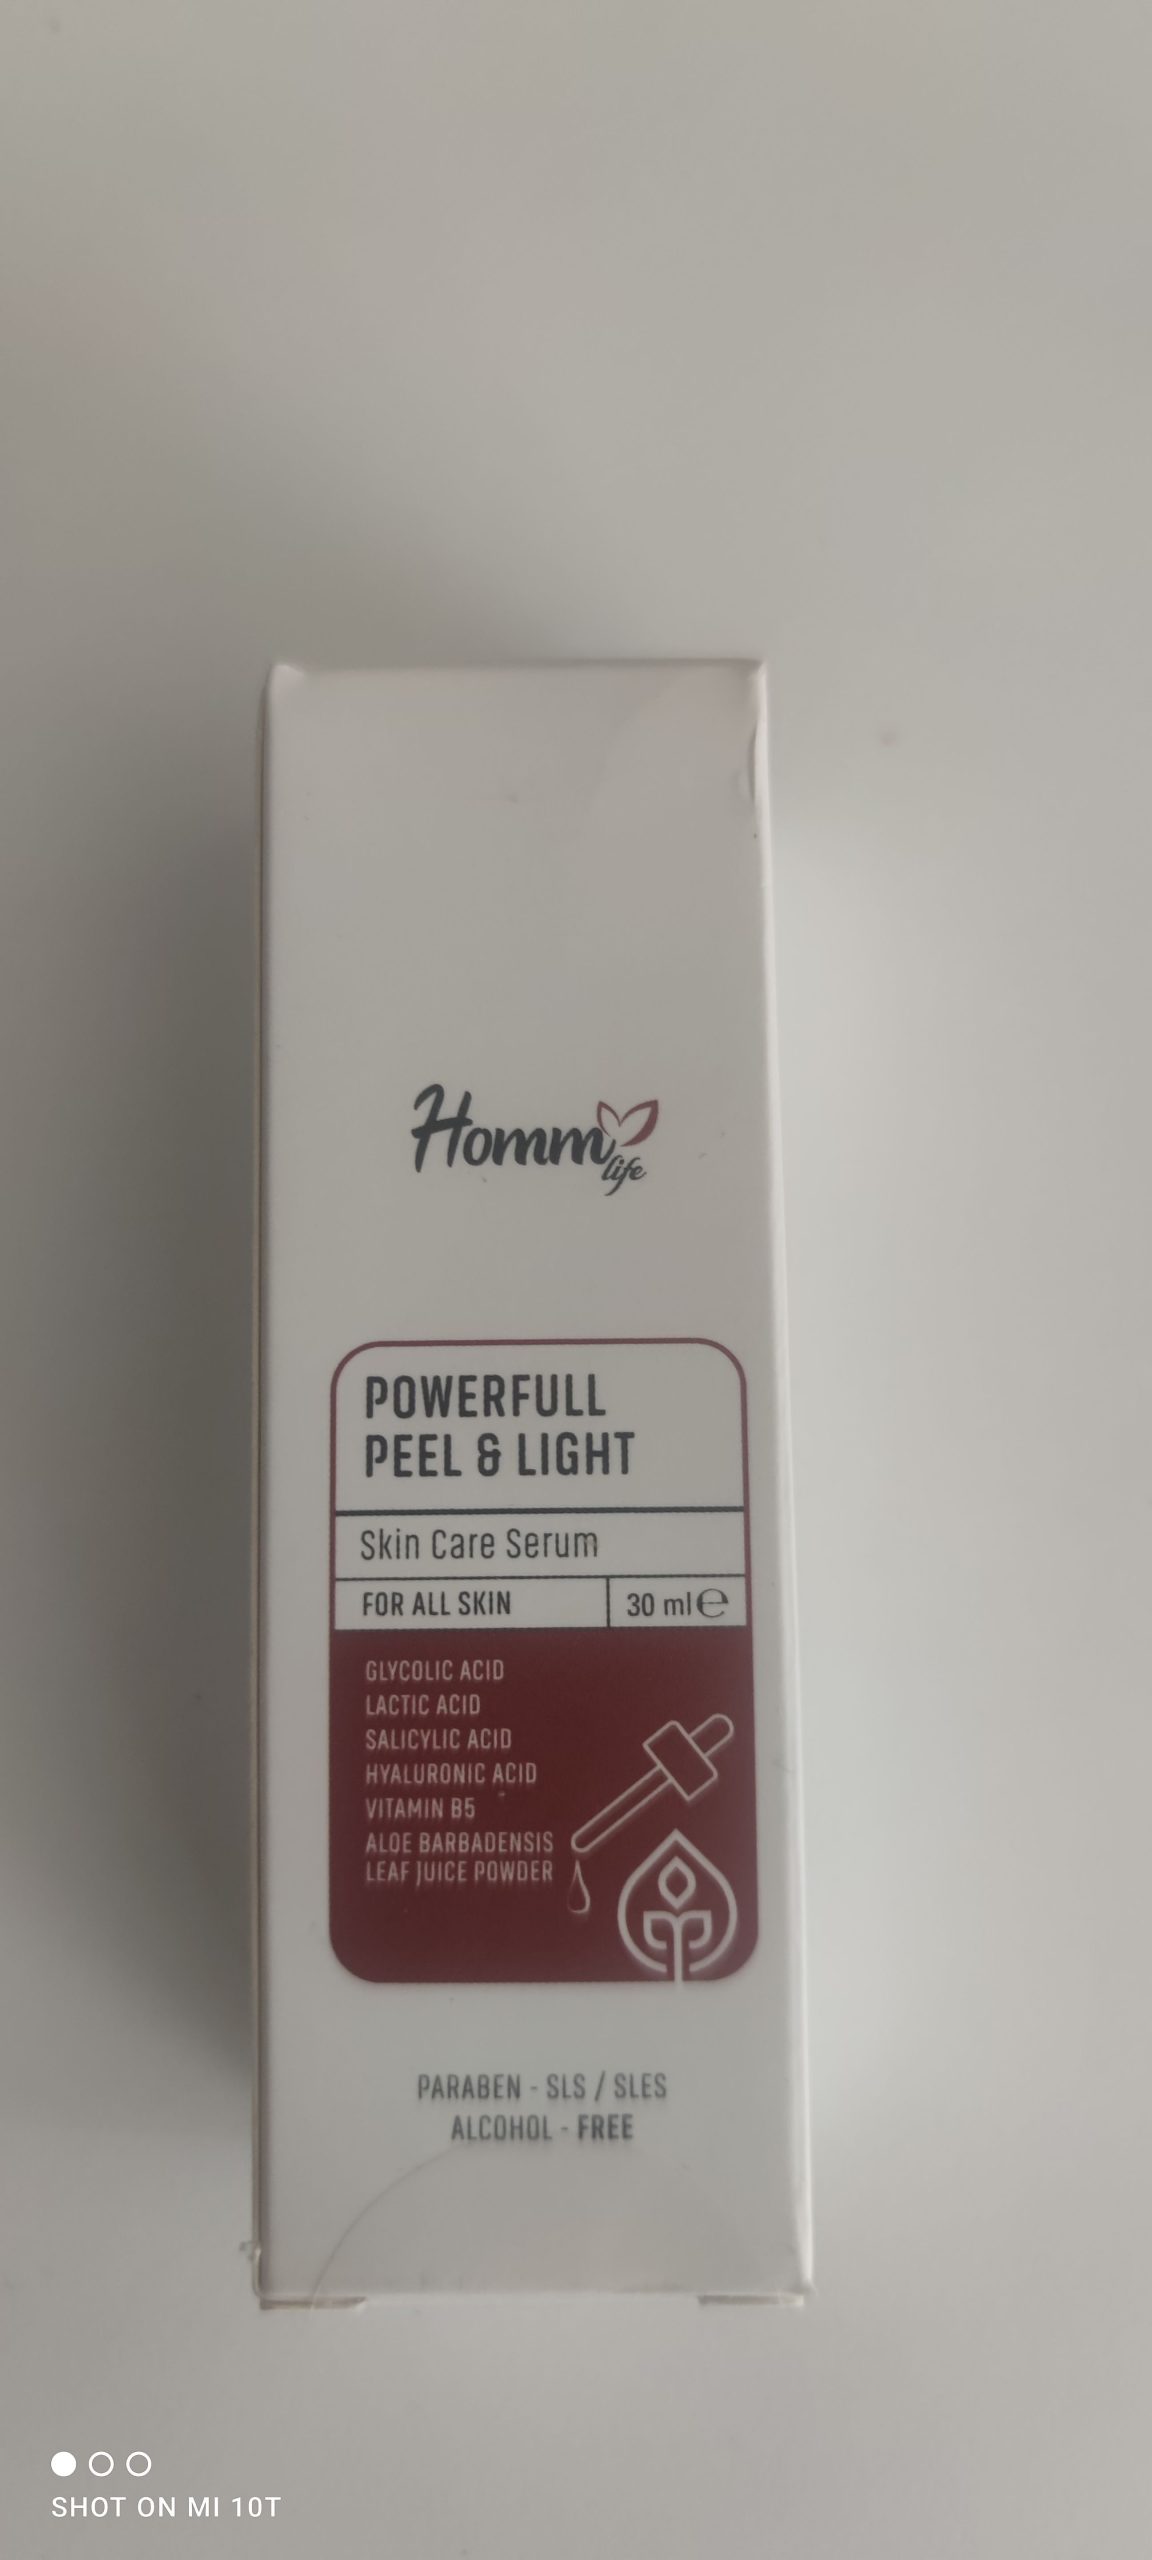 Homm
life
POWERFULL
PEEL & LIGHT
Skin Care Serum
FOR ALL SKIN
30 ml ℮
GLYCOLIC ACID
LACTIC ACID
SALICYLIC ACID
HYALURONIC ACID
VITAMIN B5
ALOE BARBADENSIS
LEAF JUICE POWDER
PARABEN - SLS / SLES
ALCOHOL - FREE
SHOT ON MI 10T